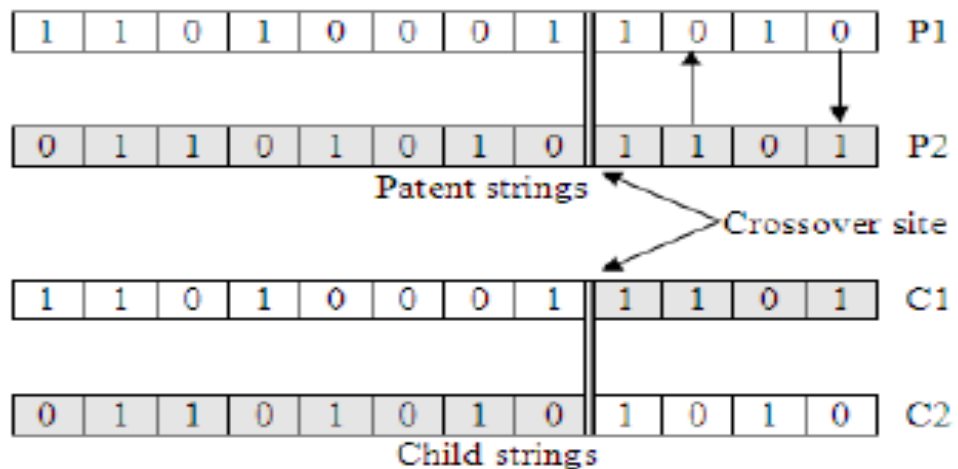 1 1 0 1 0 0 0 1 1 0 1 0 P1
0 1 1 0 1 0 1 0 1 1 0 1 P2
Patent strings
Crossover site
1 1 0 1 0 0 0 1 1 1 0 1 C1
0 1 1 0 1 0 1 0 1 0 1 0 C2
Child strings